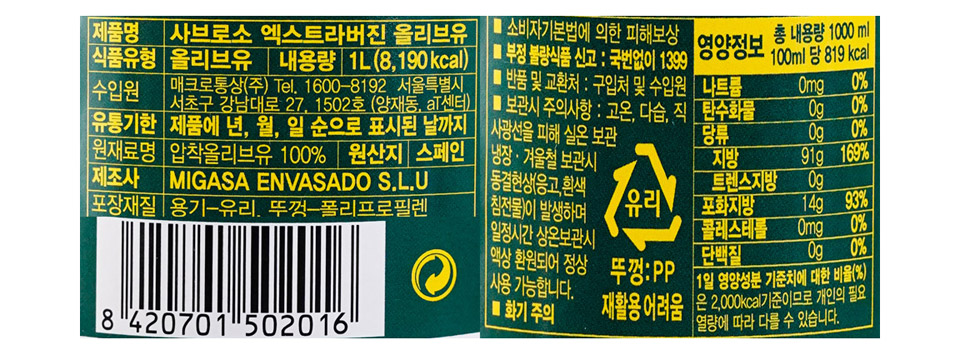 제품명 사브로소 엑스트라버진 올리브유
식품유형 올리브유 내용량 1L(8,190kcal)
수입원 매크로통상(주) Tel. 1600-8192 서울특별시
서초구 강남대로 27, 1502호 (양재동, aT센터)
유통기한 제품에 년, 월, 일 순으로 표시된 날까지
원재료명 압착올리브유 100% 원산지 스페인
제조사 MIGASA ENVASADO S.L.U
포장재질 용기-유리, 뚜껑-폴리프로필렌
8 420701 502016
■ 소비자기본법에 의한 피해보상
■ 부정 불량식품 신고 : 국번없이 1399
■ 반품 및 교환처 : 구입처 및 수입원
■ 보관시 주의사항 : 고온, 다습, 직
사광선을 피해 실온 보관
냉장 · 겨울철 보관시
동결현상(응고,흰색
침전물)이 발생하며
일정시간 상온보관시
액상 환원되어 정상
사용 가능합니다.
■ 화기 주의
유리
뚜껑:PP
재활용어려움
영양정보 총 내용량 1000 ml
100ml 당 819 kcal
나트륨 0mg 0%
탄수화물 0g 0%
당류 0g 0%
지방 91g 169%
트렌스지방 0g
포화지방 14g 93%
콜레스테롤 0mg 0%
단백질 0g 0%
1일 영양성분 기준치에 대한 비율(%)
은 2,000kcal기준이므로 개인의 필요
열량에 따라 다를 수 있습니다.